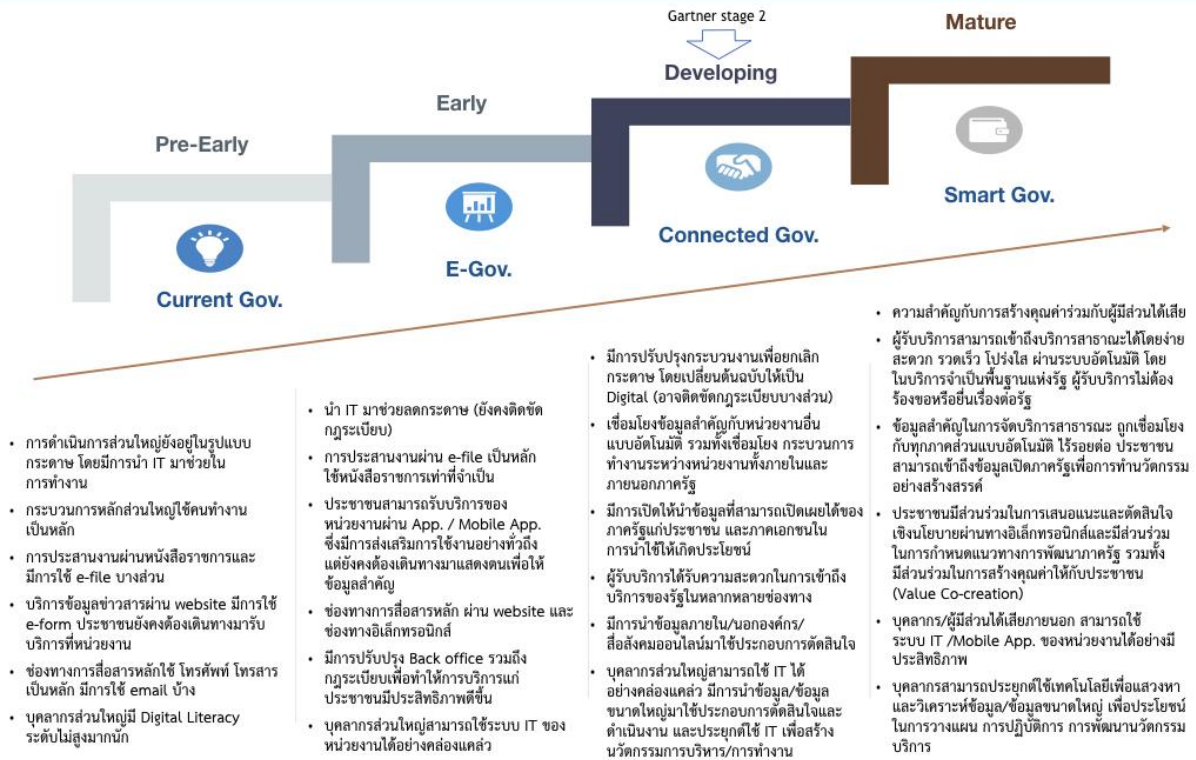 Gartner stage 2
Mature
Developing
Early
Pre-Early
Smart Gov.
Connected Gov.
E-Gov.
Current Gov.
• การดำเนินการส่วนใหญ่ยังอยู่ในรูปแบบ
กระดาษ โดยมีการนำ IT มาช่วยใน
การทำงาน
• กระบวนการหลักส่วนใหญ่ใช้คนทำงาน
เป็นหลัก
• การประสานงานผ่านหนังสือราชการและ
มีการใช้ e-file บางส่วน
• บริการข้อมูลข่าวสารผ่าน website มีการใช้
e-form ประชาชนยังคงต้องเดินทางมารับ
บริการที่หน่วยงาน
• ช่องทางการสื่อสารหลักใช้ โทรศัพท์ โทรสาร
เป็นหลัก มีการใช้ email บ้าง
• บุคลากรส่วนใหญ่มี Digital Literacy
ระดับไม่สูงมากนัก
• นำ IT มาช่วยลดกระดาษ (ยังคงติดขัด
กฎระเบียบ)
• การประสานงานผ่าน e-file เป็นหลัก
ใช้หนังสือราชการเท่าที่จำเป็น
• ประชาชนสามารถรับบริการของ
หน่วยงานผ่าน App. / Mobile App.
ซึ่งมีการส่งเสริมการใช้งานอย่างทั่วถึง
แต่ยังคงต้องเดินทางมาแสดงตนเพื่อให้
ข้อมูลสำคัญ
• ช่องทางการสื่อสารหลัก ผ่าน website และ
ช่องทางอิเล็กทรอนิกส์
• มีการปรับปรุง Back office รวมถึง
กฎระเบียบเพื่อทำให้การบริการแก่
ประชาชนมีประสิทธิภาพดีขึ้น
• บุคลากรส่วนใหญ่สามารถใช้ระบบ IT ของ
หน่วยงานได้อย่างคล่องแคล่ว
• มีการปรับปรุงกระบวนงานเพื่อยกเลิก
กระดาษ โดยเปลี่ยนต้นฉบับให้เป็น
Digital (อาจติดขัดกฎระเบียบบางส่วน)
• เชื่อมโยงข้อมูลสำคัญกับหน่วยงานอื่น
แบบอัตโนมัติ รวมทั้งเชื่อมโยง กระบวนการ
ทำงานระหว่างหน่วยงานทั้งภายในและ
ภายนอกภาครัฐ
• มีการเปิดให้นำข้อมูลที่สามารถเปิดเผยได้ของ
ภาครัฐแก่ประชาชน และภาคเอกชนใน
การนำใช้ให้เกิดประโยชน์
• ผู้รับบริการได้รับความสะดวกในการเข้าถึง
บริการของรัฐในหลากหลายช่องทาง
• มีการนำข้อมูลภายใน/นอกองค์กร/
สื่อสังคมออนไลน์มาใช้ประกอบการตัดสินใจ
• บุคลากรส่วนใหญ่สามารถใช้ IT ได้
อย่างคล่องแคล่ว มีการนำข้อมูล/ข้อมูล
ขนาดใหญ่มาใช้ประกอบการตัดสินใจและ
ดำเนินงาน และประยุกต์ใช้ IT เพื่อสร้าง
นวัตกรรมการบริหาร/การทำงาน
• ความสำคัญกับการสร้างคุณค่าร่วมกับผู้มีส่วนได้เสีย
• ผู้รับบริการสามารถเข้าถึงบริการสาธาณะได้โดยง่าย
สะดวก รวดเร็ว โปร่งใส ผ่านระบบอัตโนมัติ โดย
ในบริการจำเป็นพื้นฐานแห่งรัฐ ผู้รับบริการไม่ต้อง
ร้องขอหรือยื่นเรื่องต่อรัฐ
• ข้อมูลสำคัญในการจัดบริการสาธารณะ ถูกเชื่อมโยง
กับทุกภาคส่วนแบบอัตโนมัติ ไร้รอยต่อ ประชาชน
สามารถเข้าถึงข้อมูลเปิดภาครัฐเพื่อการทำนวัตกรรม
อย่างสร้างสรรค์
• ประชาชนมีส่วนร่วมในการเสนอแนะและตัดสินใจ
เชิงนโยบายผ่านทางอิเล็กทรอนิกส์และมีส่วนร่วม
ในการกำหนดแนวทางการพัฒนาภาครัฐ รวมทั้ง
มีส่วนร่วมในการสร้างคุณค่าให้กับประชาชน
(Value Co-creation)
• บุคลากร/ผู้มีส่วนได้เสียภายนอก สามารถใช้
ระบบ IT /Mobile App. ของหน่วยงานได้อย่างมี
ประสิทธิภาพ
• บุคลากรสามารถประยุกต์ใช้เทคโนโลยีเพื่อแสวงหา
และวิเคราะห์ข้อมูล/ข้อมูลขนาดใหญ่ เพื่อประโยชน์
ในการวางแผน การปฏิบัติการ การพัฒนานวัตกรรม
บริการ